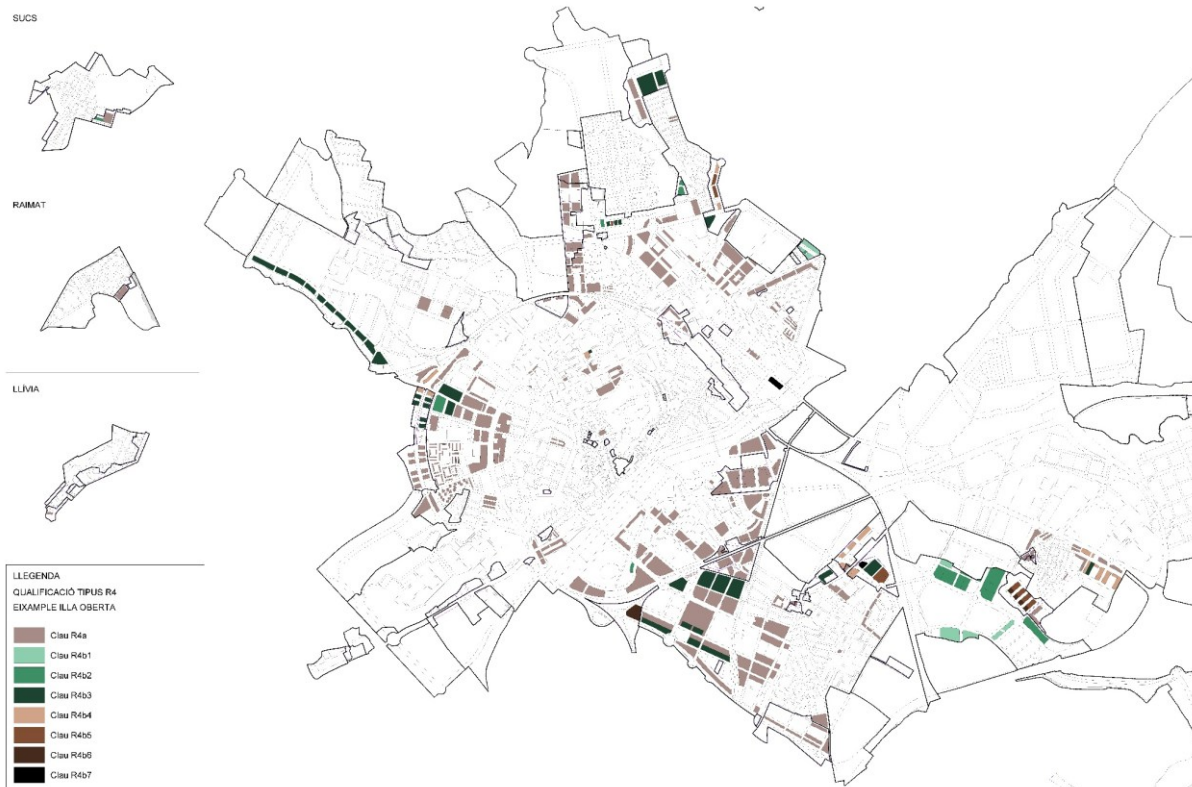 SUCS
RAIMAT
LLÍVIA
LLEGENDA
QUALIFICACIÓ TIPUS R4
EIXAMPLE ILLA OBERTA
Clau R4a
Clau R4b1
Clau R4b2
Clau R4b3
Clau R4b4
Clau R4b5
Clau R4b6
Clau R4b7